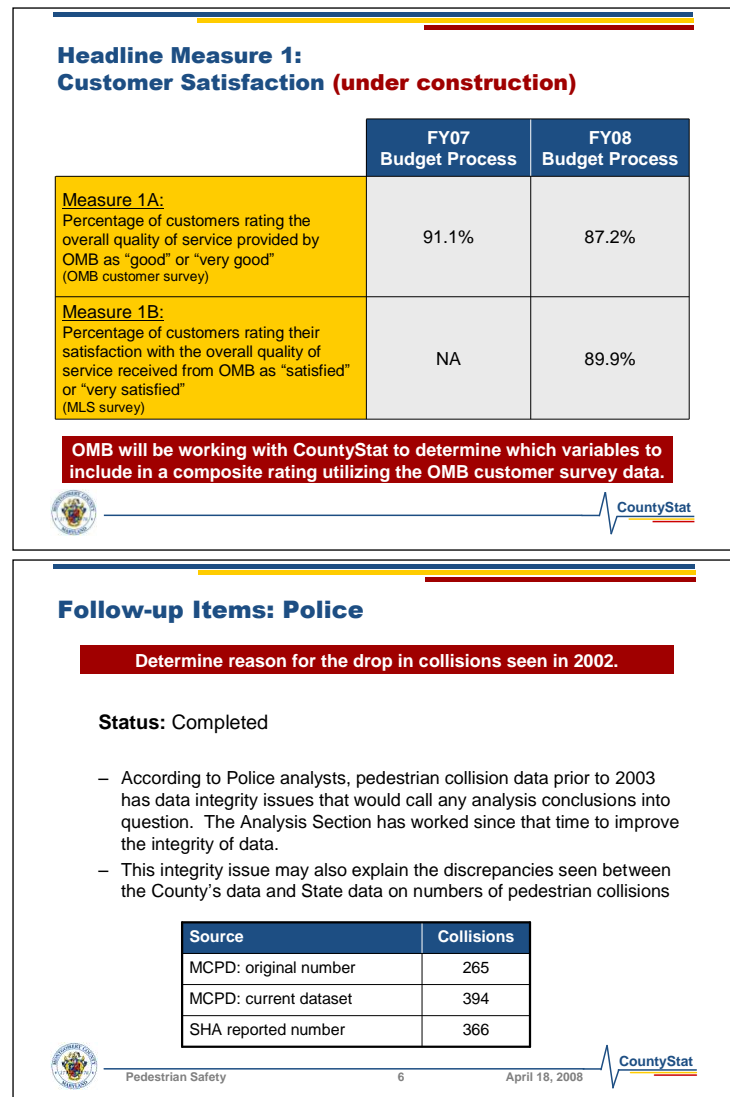 Headline Measure 1:
Customer Satisfaction (under construction)
FY07
Budget Process
FY08
Budget Process
Measure 1A:
Percentage of customers rating the
overall quality of service provided by
OMB as “good” or “very good”
(OMB customer survey)
91.1%
87.2%
Measure 1B:
Percentage of customers rating their
satisfaction with the overall quality of
service received from OMB as “satisfied”
or “very satisfied”
(MLS survey)
NA
89.9%
OMB will be working with CountyStat to determine which variables to
include in a composite rating utilizing the OMB customer survey data.
CountyStat
Follow-up Items: Police
Determine reason for the drop in collisions seen in 2002.
Status: Completed
– According to Police analysts, pedestrian collision data prior to 2003
has data integrity issues that would call any analysis conclusions into
question. The Analysis Section has worked since that time to improve
the integrity of data.
– This integrity issue may also explain the discrepancies seen between
the County’s data and State data on numbers of pedestrian collisions
Source Collisions
MCPD: original number 265
MCPD: current dataset 394
SHA reported number 366
Pedestrian Safety 6 April 18, 2008
CountyStat